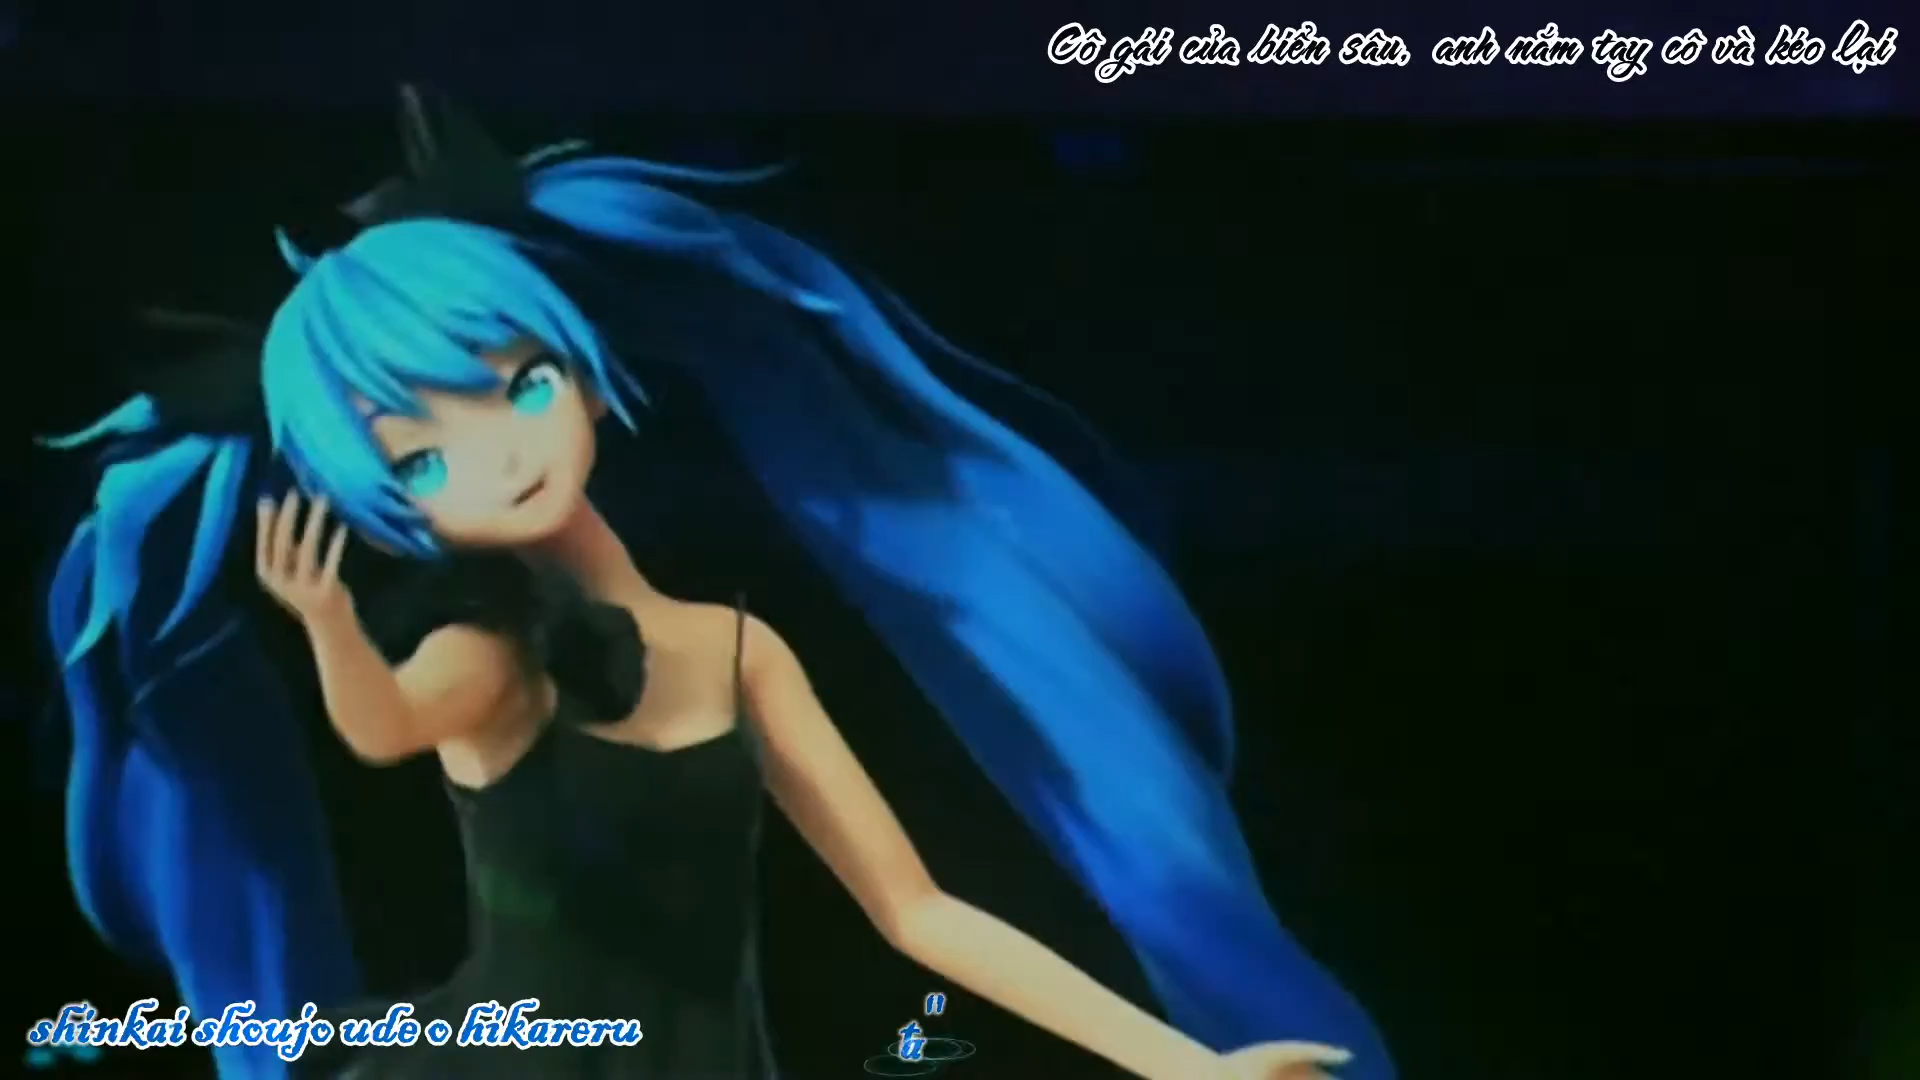 Cô gái của biển sâu, anh nắm tay cô và kéo lại
shinkai shoujo ude o hikareru